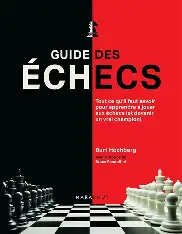 GUIDE DES
ÉCHECS
Tout ce qu'il faut savoir
pour apprendre à jouer
aux échecs (et devenir
un vrai champion)
Burt Hochberg
MARABOUT